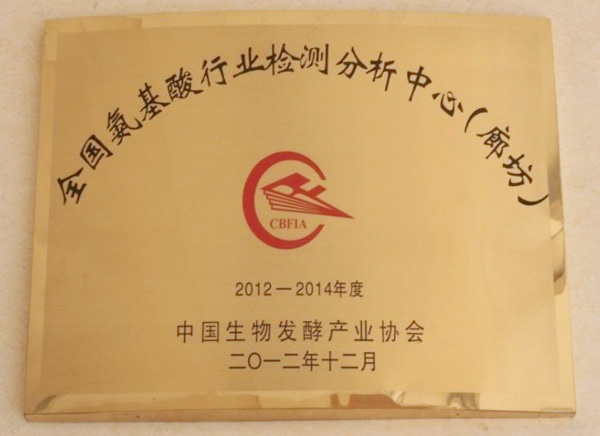 全国氨基酸行业检测分析中心（廊坊）
CBFIA
2012－2014年度
中国生物发酵产业协会
二〇一二年十二月